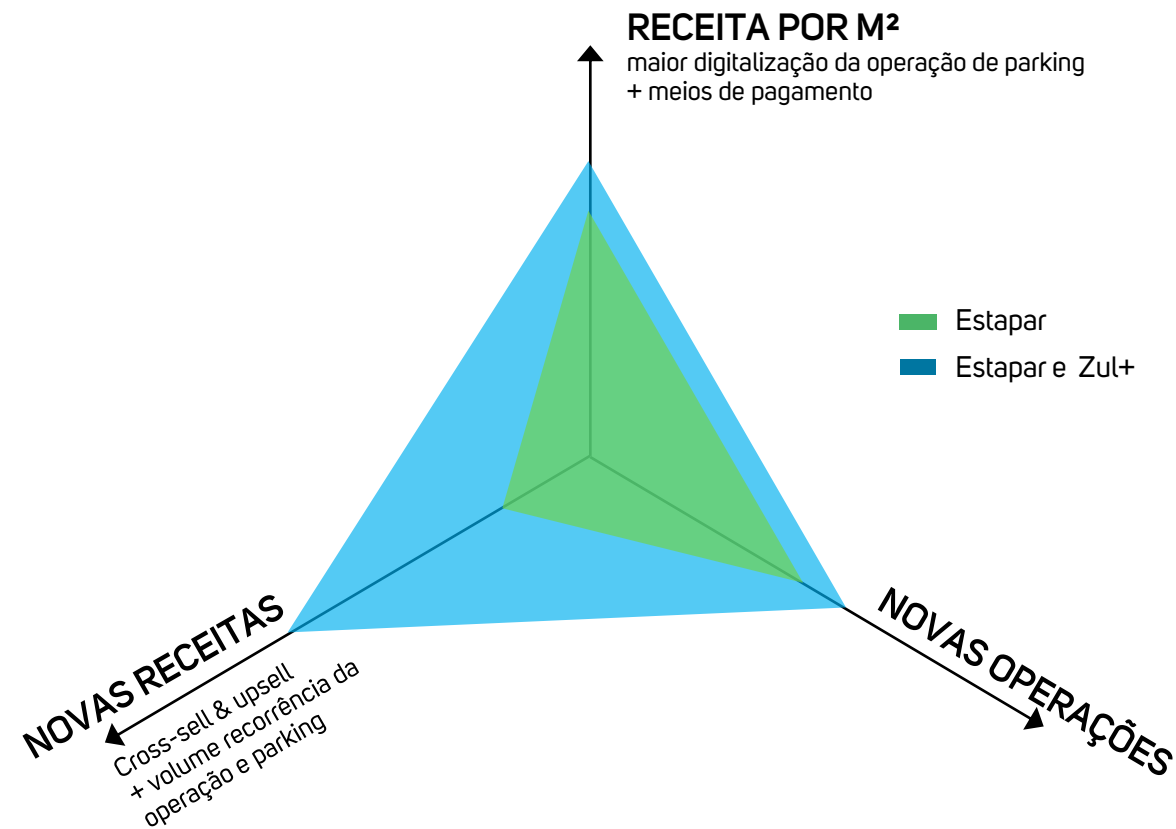 RECEITA POR M²
maior digitalização da operação de parking
+ meios de pagamento
Estapar
Estapar e Zul+
NOVAS RECEITAS
Cross-sell & upsell
+ volume recorrência da
operação e parking
NOVAS OPERAÇÕES